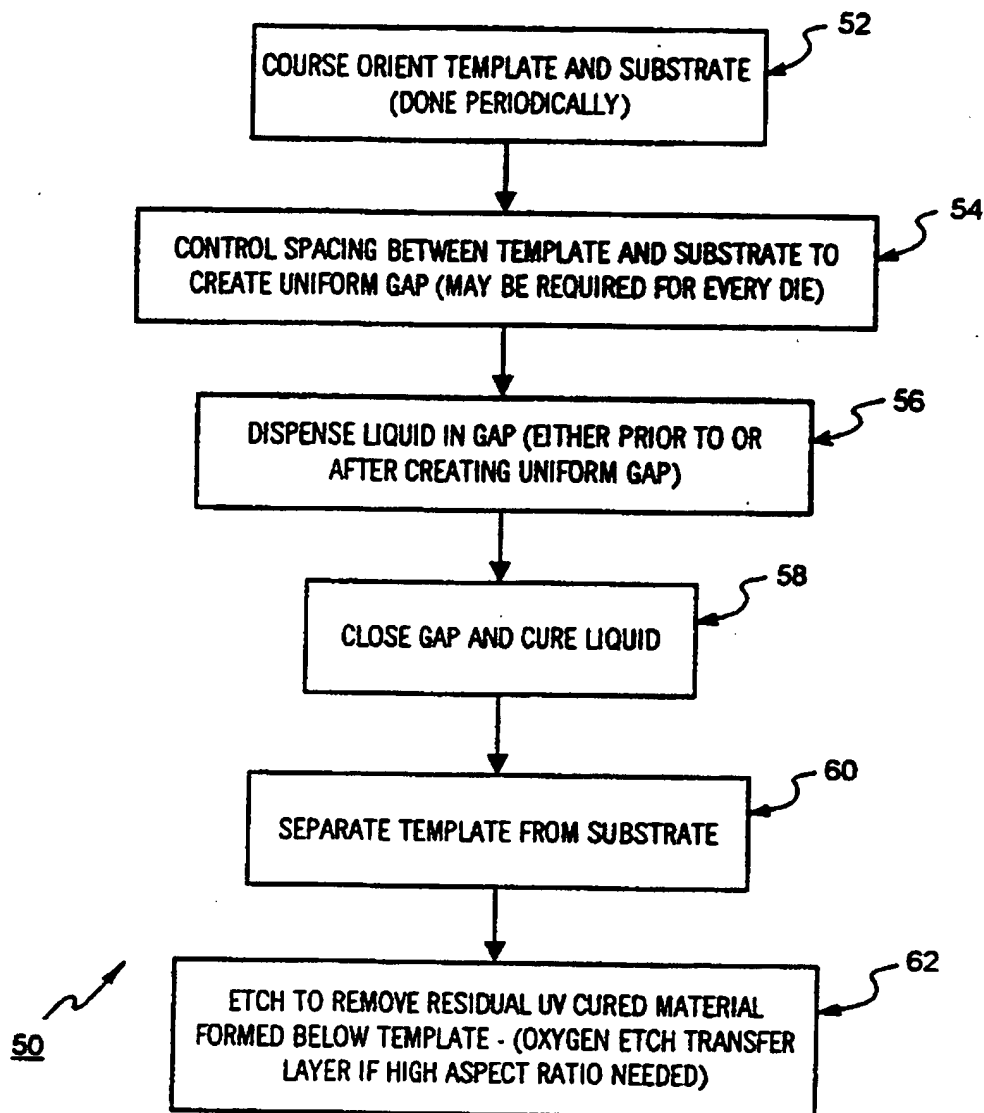 52
COURSE ORIENT TEMPLATE AND SUBSTRATE
(DONE PERIODICALLY)
54
CONTROL SPACING BETWEEN TEMPLATE AND SUBSTRATE TO
CREATE UNIFORM GAP (MAY BE REQUIRED FOR EVERY DIE)
56
DISPENSE LIQUID IN GAP (EITHER PRIOR TO OR
AFTER CREATING UNIFORM GAP)
58
CLOSE GAP AND CURE LIQUID
60
SEPARATE TEMPLATE FROM SUBSTRATE
62
ETCH TO REMOVE RESIDUAL UV CURED MATERIAL
FORMED BELOW TEMPLATE - (OXYGEN ETCH TRANSFER
LAYER IF HIGH ASPECT RATIO NEEDED)
50